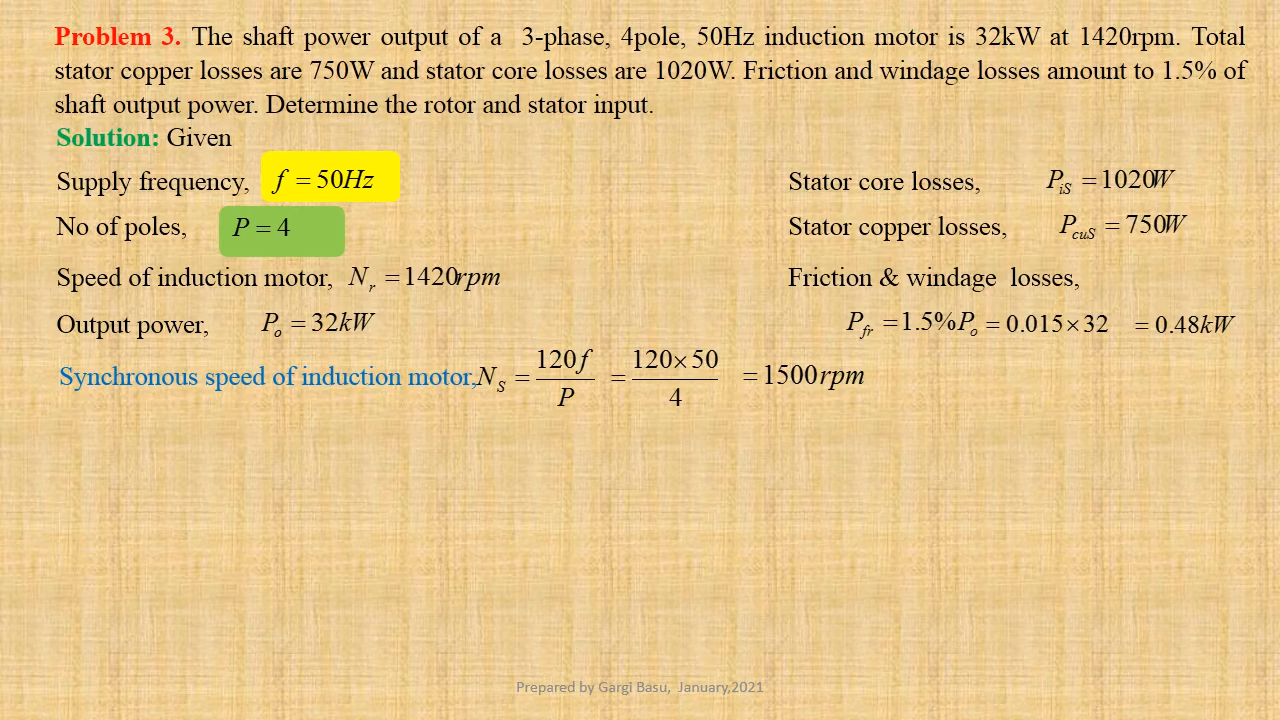 Problem 3. The shaft power output of a 3-phase, 4pole, 50Hz induction motor is 32kW at 1420rpm. Total
stator copper losses are 750W and stator core losses are 1020W. Friction and windage losses amount to 1.5% of
shaft output power. Determine the rotor and stator input.
Solution: Given
Supply frequency, f = 50Hz
Stator core losses, P_iS = 1020W
No of poles, P = 4
Stator copper losses, P_cuS = 750W
Speed of induction motor, N_r = 1420rpm
Friction & windage losses,
Output power, P_o = 32kW
P_fr = 1.5%P_o = 0.015×32 = 0.48kW
Synchronous speed of induction motor, N_S = 120f/P = 120×50/4 = 1500rpm
Prepared by Gargi Basu, January,2021